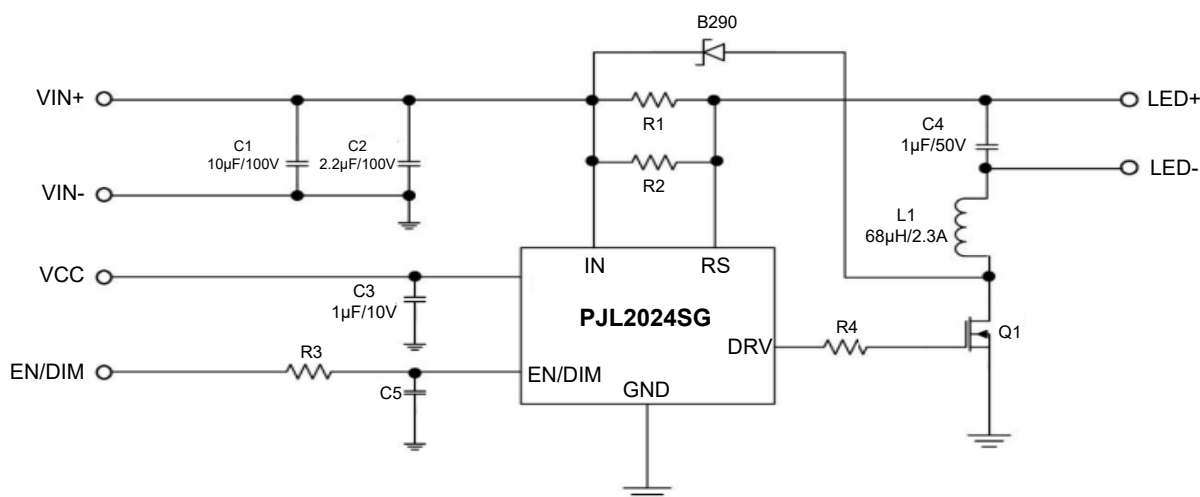 B290
VIN+
LED+
R1
C1
10µF/100V
C2
2.2µF/100V
C4
1µF/50V
R2
VIN-
LED-
L1
68µH/2.3A
IN
RS
VCC
C3
1µF/10V
PJL2024SG
DRV
R4
Q1
R3
EN/DIM
EN/DIM
C5
GND